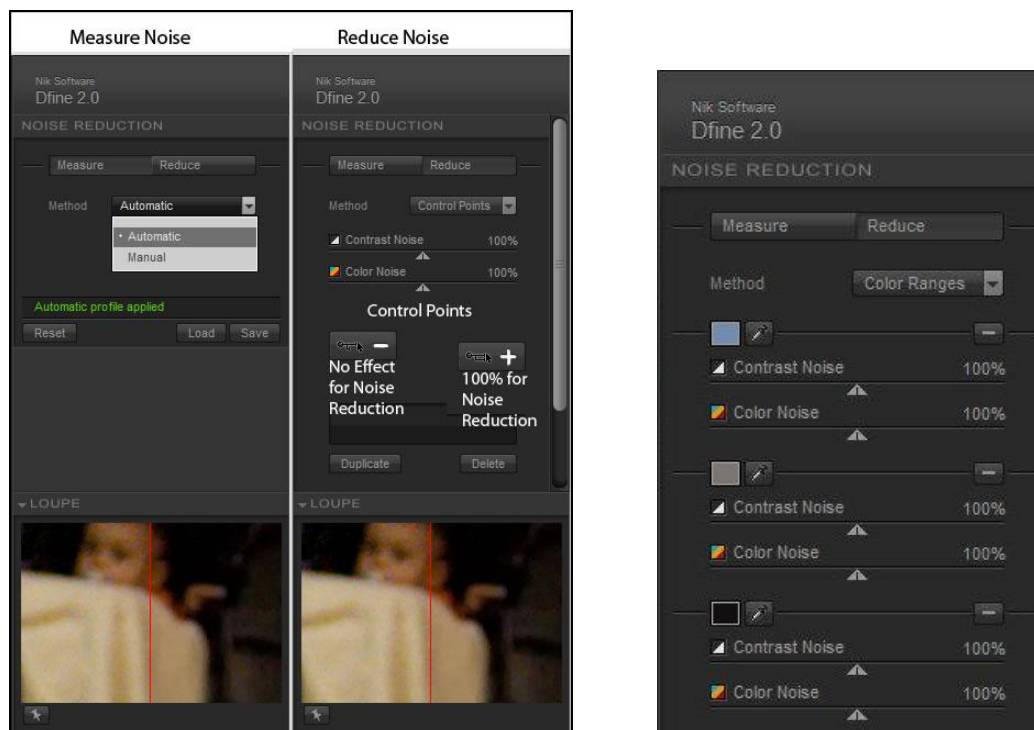 Measure Noise
Nik Software
Dfine 2.0
NOISE REDUCTION
Measure Reduce
Method Automatic
• Automatic
Manual
Automatic profile applied
Reset Load Save
LOUPE
Reduce Noise
Nik Software
Dfine 2.0
NOISE REDUCTION
Measure Reduce
Method Control Points
Contrast Noise 100%
Color Noise 100%
Control Points
No Effect
for Noise
Reduction
100% for
Noise
Reduction
Duplicate Delete
LOUPE
Nik Software
Dfine 2.0
NOISE REDUCTION
Measure Reduce
Method Color Ranges
Contrast Noise 100%
Color Noise 100%
Contrast Noise 100%
Color Noise 100%
Contrast Noise 100%
Color Noise 100%